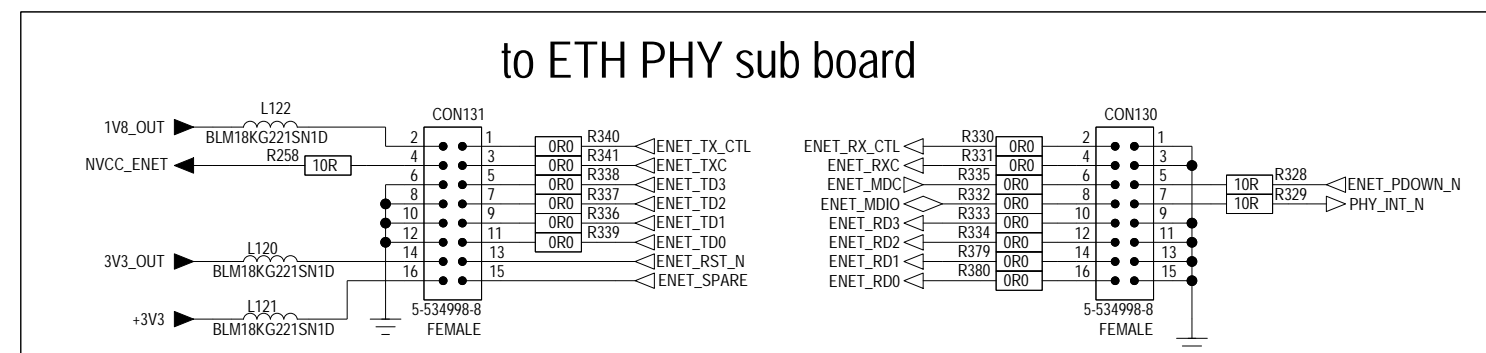 to ETH PHY sub board
L122
CON131
CON130
1V8_OUT
BLM18KG221SN1D
2 1 0R0 R340 ENET_TX_CTL
NVCC_ENET R258 10R 4 3 0R0 R341 ENET_TXC
6 5 0R0 R338 ENET_TD3
8 7 0R0 R337 ENET_TD2
10 9 0R0 R336 ENET_TD1
12 11 0R0 R339 ENET_TD0
3V3_OUT L120 BLM18KG221SN1D 14 13 ENET_RST_N
16 15 ENET_SPARE
+3V3 L121 BLM18KG221SN1D
5-534998-8
FEMALE
ENET_RX_CTL R330 0R0 2 1
ENET_RXC R331 0R0 4 3
ENET_MDC R335 0R0 6 5 10R R328 ENET_PDOWN_N
ENET_MDIO R332 0R0 8 7 10R R329 PHY_INT_N
ENET_RD3 R333 0R0 10 9
ENET_RD2 R334 0R0 12 11
ENET_RD1 R379 0R0 14 13
ENET_RD0 R380 0R0 16 15
5-534998-8
FEMALE